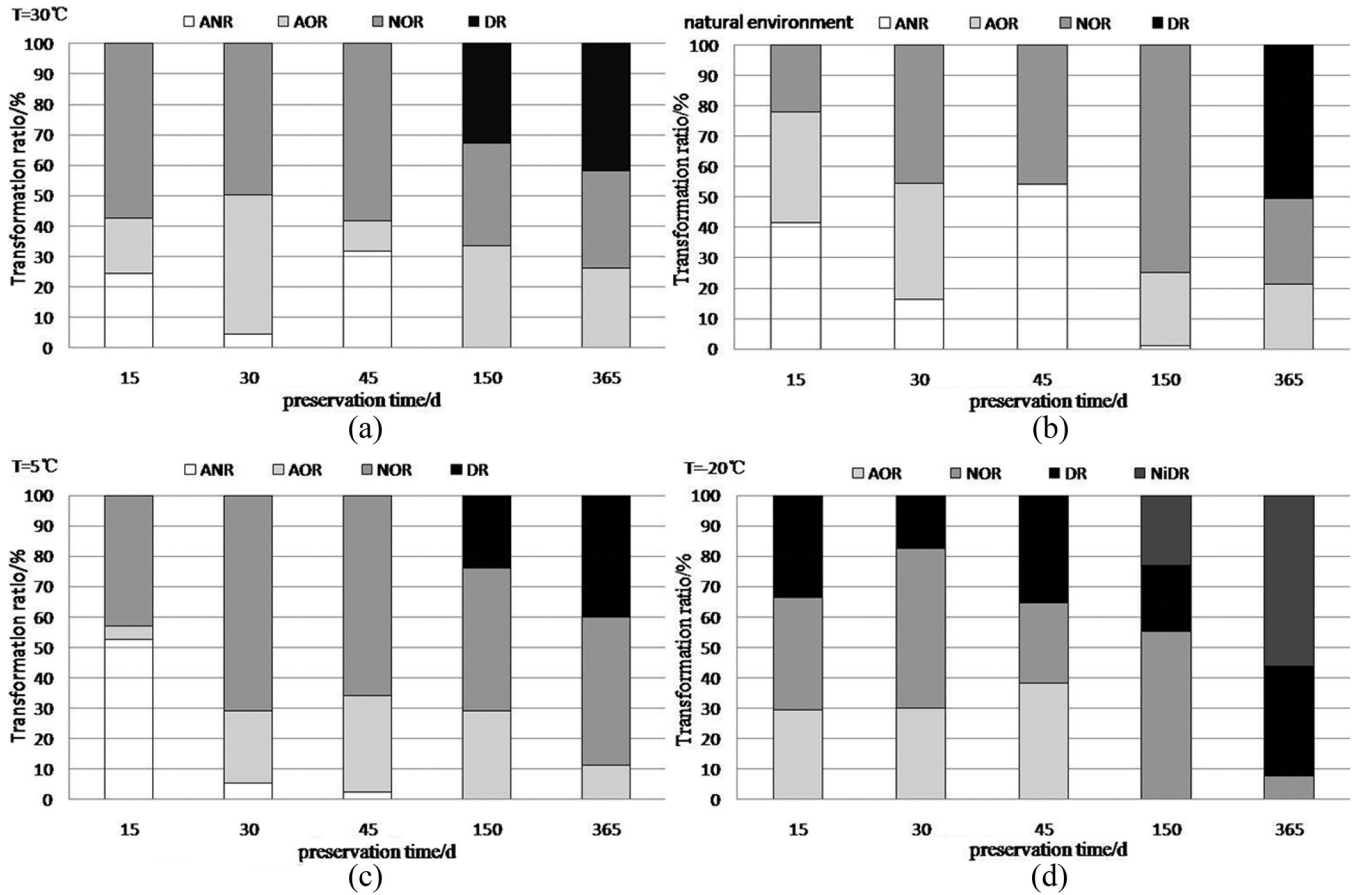 T=30℃
ANR AOR NOR DR
Transformation ratio/%
100
90
80
70
60
50
40
30
20
10
0
15 30 45 150 365
preservation time/d
(a)
natural environment
ANR AOR NOR DR
Transformation ratio/%
100
90
80
70
60
50
40
30
20
10
0
15 30 45 150 365
preservation time/d
(b)
T=5℃
ANR AOR NOR DR
Transformation ratio/%
100
90
80
70
60
50
40
30
20
10
0
15 30 45 150 365
preservation time/d
(c)
T=-20℃
AOR NOR DR NiDR
Transformation ratio/%
100
90
80
70
60
50
40
30
20
10
0
15 30 45 150 365
preservation time/d
(d)